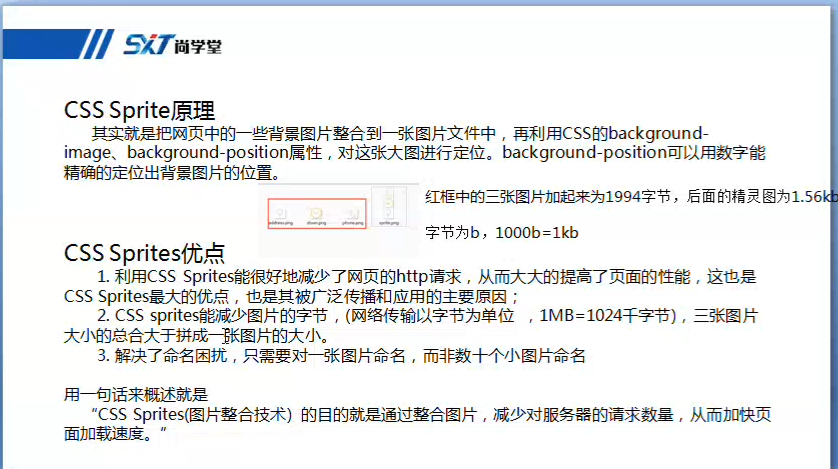 SXT尚学堂
CSS Sprite原理
其实就是把网页中的一些背景图片整合到一张图片文件中，再利用CSS的background-
image、background-position属性，对这张大图进行定位。background-position可以用数字能
精确的定位出背景图片的位置。
红框中的三张图片加起来为1994字节，后面的精灵图为1.56kb
address.png down.png phone.png sprite.png
字节为b，1000b=1kb
CSS Sprites优点
1. 利用CSS Sprites能很好地减少了网页的http请求，从而大大的提高了页面的性能，这也是
CSS Sprites最大的优点，也是其被广泛传播和应用的主要原因；
2. CSS sprites能减少图片的字节，(网络传输以字节为单位 ，1MB=1024千字节)，三张图片
大小的总合大于拼成一张图片的大小。
3. 解决了命名困扰，只需要对一张图片命名，而非数十个小图片命名
用一句话来概述就是
“CSS Sprites(图片整合技术）的目的就是通过整合图片，减少对服务器的请求数量，从而加快页
面加载速度。”